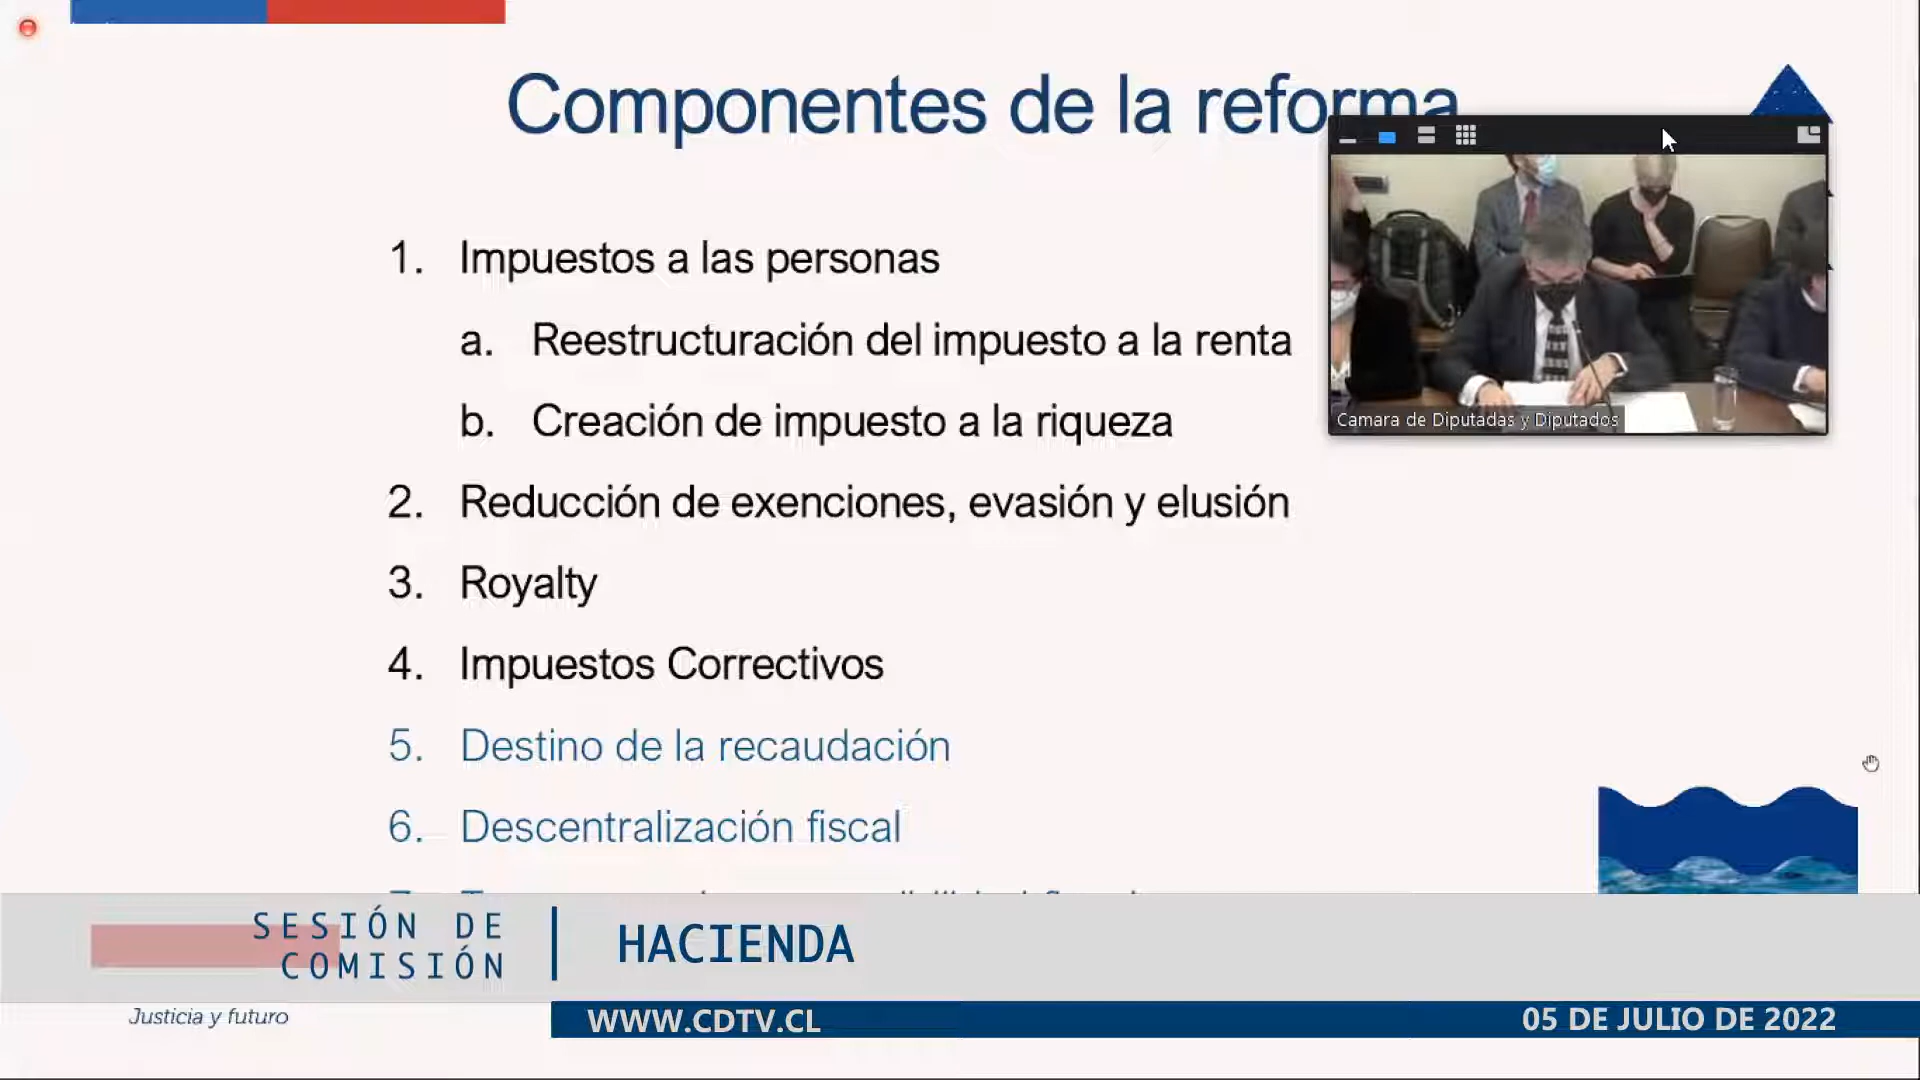 Componentes de la reforma
1. Impuestos a las personas
a. Reestructuración del impuesto a la renta
b. Creación de impuesto a la riqueza
2. Reducción de exenciones, evasión y elusión
3. Royalty
4. Impuestos Correctivos
5. Destino de la recaudación
6. Descentralización fiscal
Camara de Diputadas y Diputados
SESIÓN DE
COMISIÓN
HACIENDA
Justicia y futuro
WWW.CDTV.CL
05 DE JULIO DE 2022